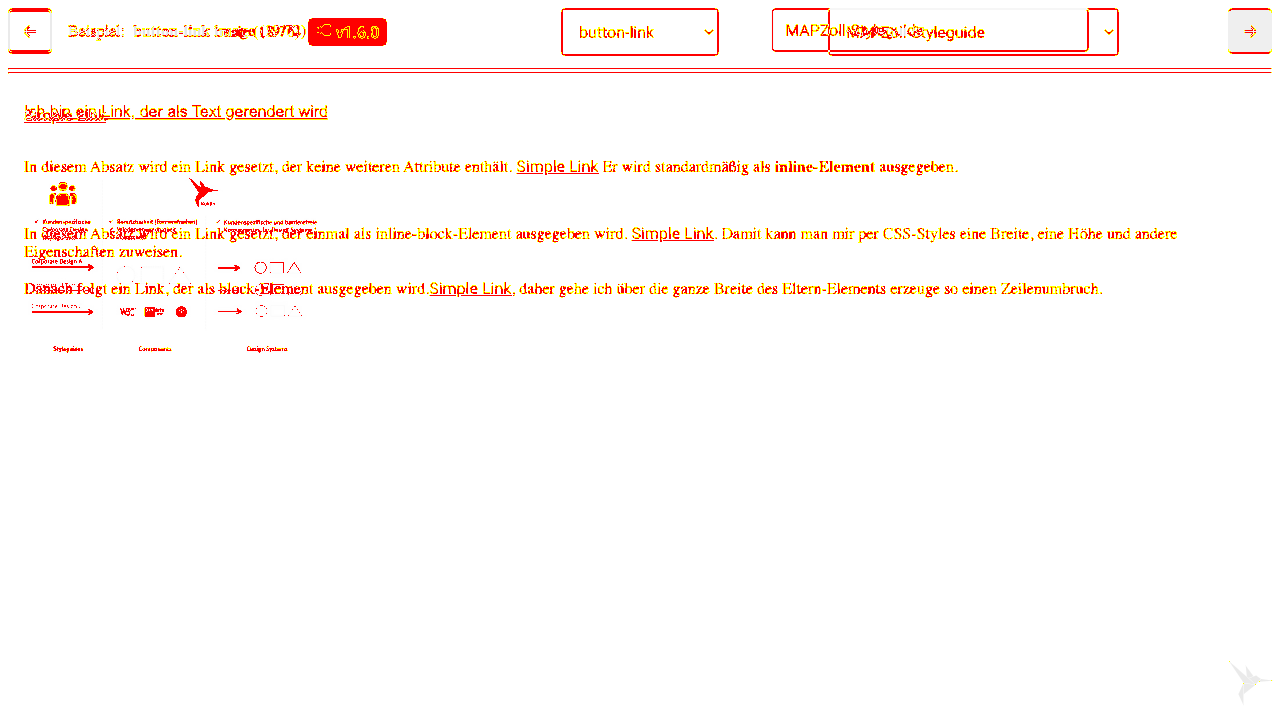 Beispiel: button-link v1.6.0
button-link
MAPZoll-Styleguide
Ich bin ein Link, der als Text gerendert wird
In diesem Absatz wird ein Link gesetzt, der keine weiteren Attribute enthält. Simple Link Er wird standardmäßig als inline-Element ausgegeben.
In diesem Absatz wird ein Link gesetzt, der einmal als inline-block-Element ausgegeben wird. Simple Link. Damit kann man mir per CSS-Styles eine Breite, eine Höhe und andere
Eigenschaften zuweisen.
Corporate Design A
Danach folgt ein Link, der als block-Element ausgegeben wird.Simple Link, daher gehe ich über die ganze Breite des Eltern-Elements erzeuge so einen Zeilenumbruch.
Design Systems